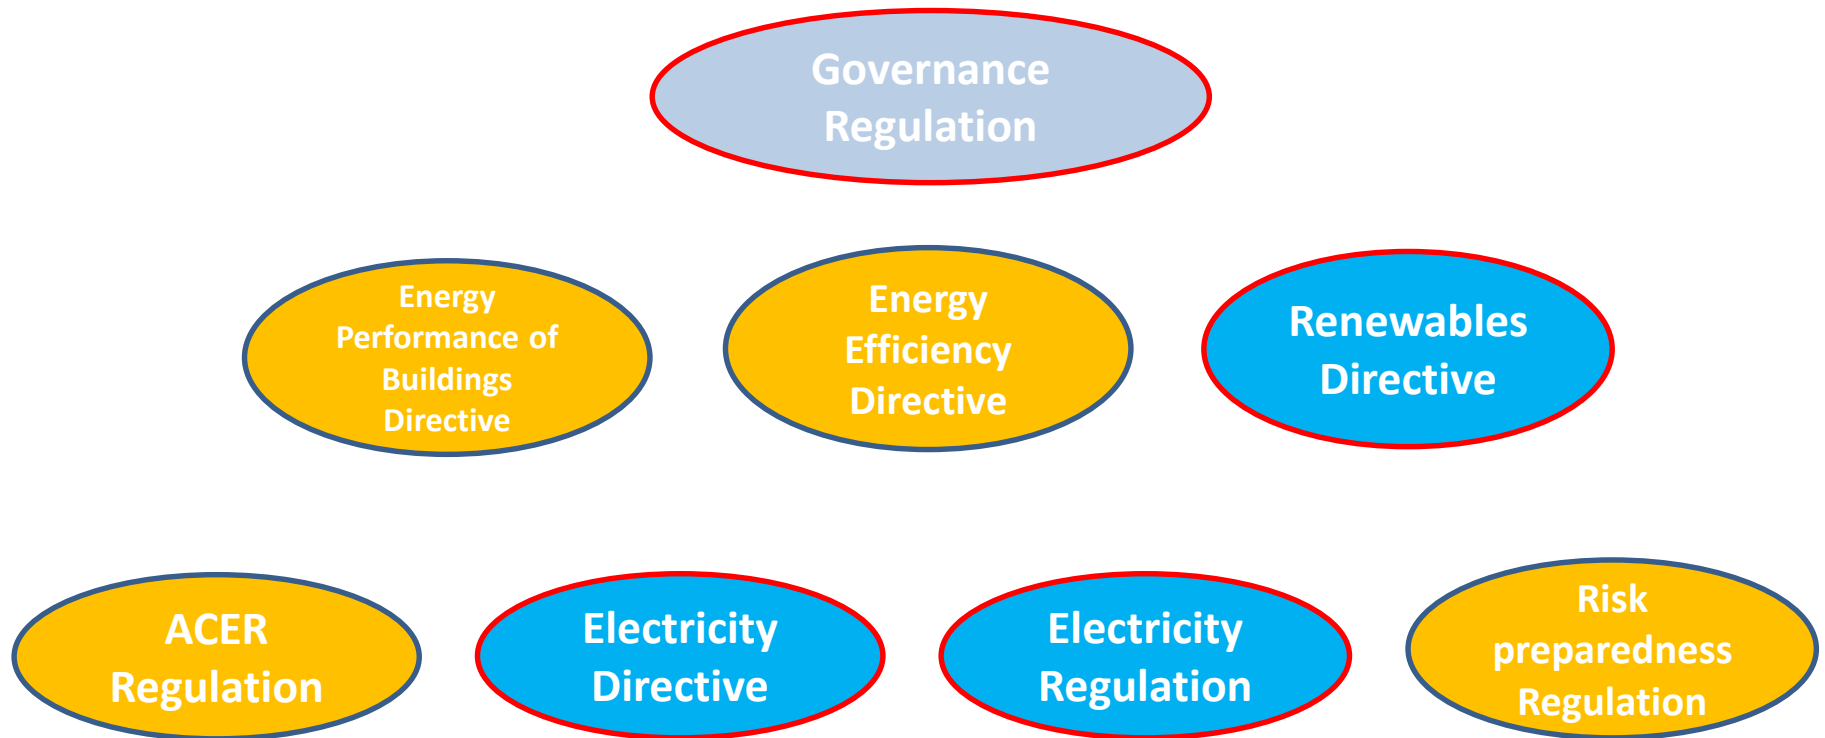 Governance
Regulation
Energy
Performance of
Buildings
Directive
Energy
Efficiency
Directive
Renewables
Directive
ACER
Regulation
Electricity
Directive
Electricity
Regulation
Risk
preparedness
Regulation